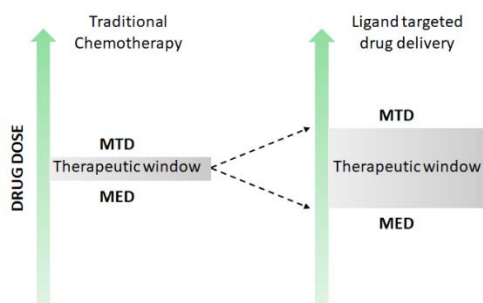 Traditional
Chemotherapy
Ligand targeted
drug delivery
DRUG DOSE
MTD
Therapeutic window
MED
MTD
Therapeutic window
MED